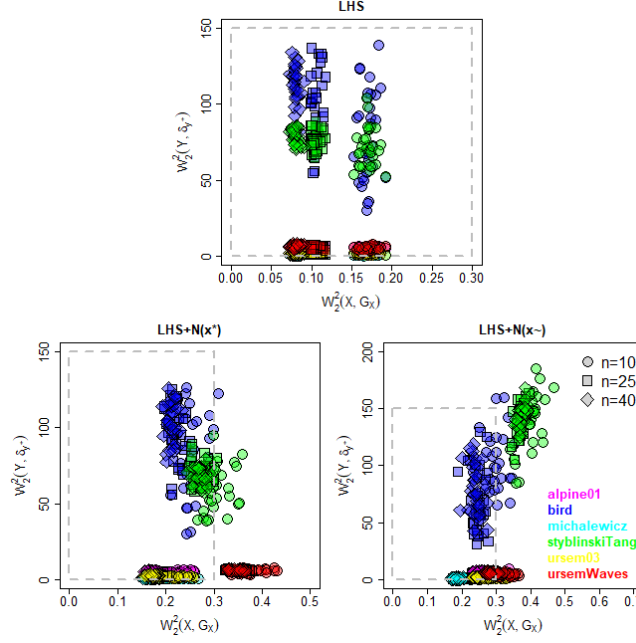 LHS
150
100
50
0
W₂²(Y, δy*)
0.00 0.05 0.10 0.15 0.20 0.25 0.30
W₂²(X, Gx)
LHS+N(x*)
150
100
50
0
W₂²(Y, δy*)
0.0 0.1 0.2 0.3 0.4 0.5
W₂²(X, Gx)
LHS+N(x~)
200
150
100
50
0
W₂²(Y, δy*)
n=10
n=25
n=40
alpine01
bird
michalewicz
styblinskiTang
ursem03
ursemWaves
0.0 0.1 0.2 0.3 0.4 0.5 0.6
W₂²(X, Gx)